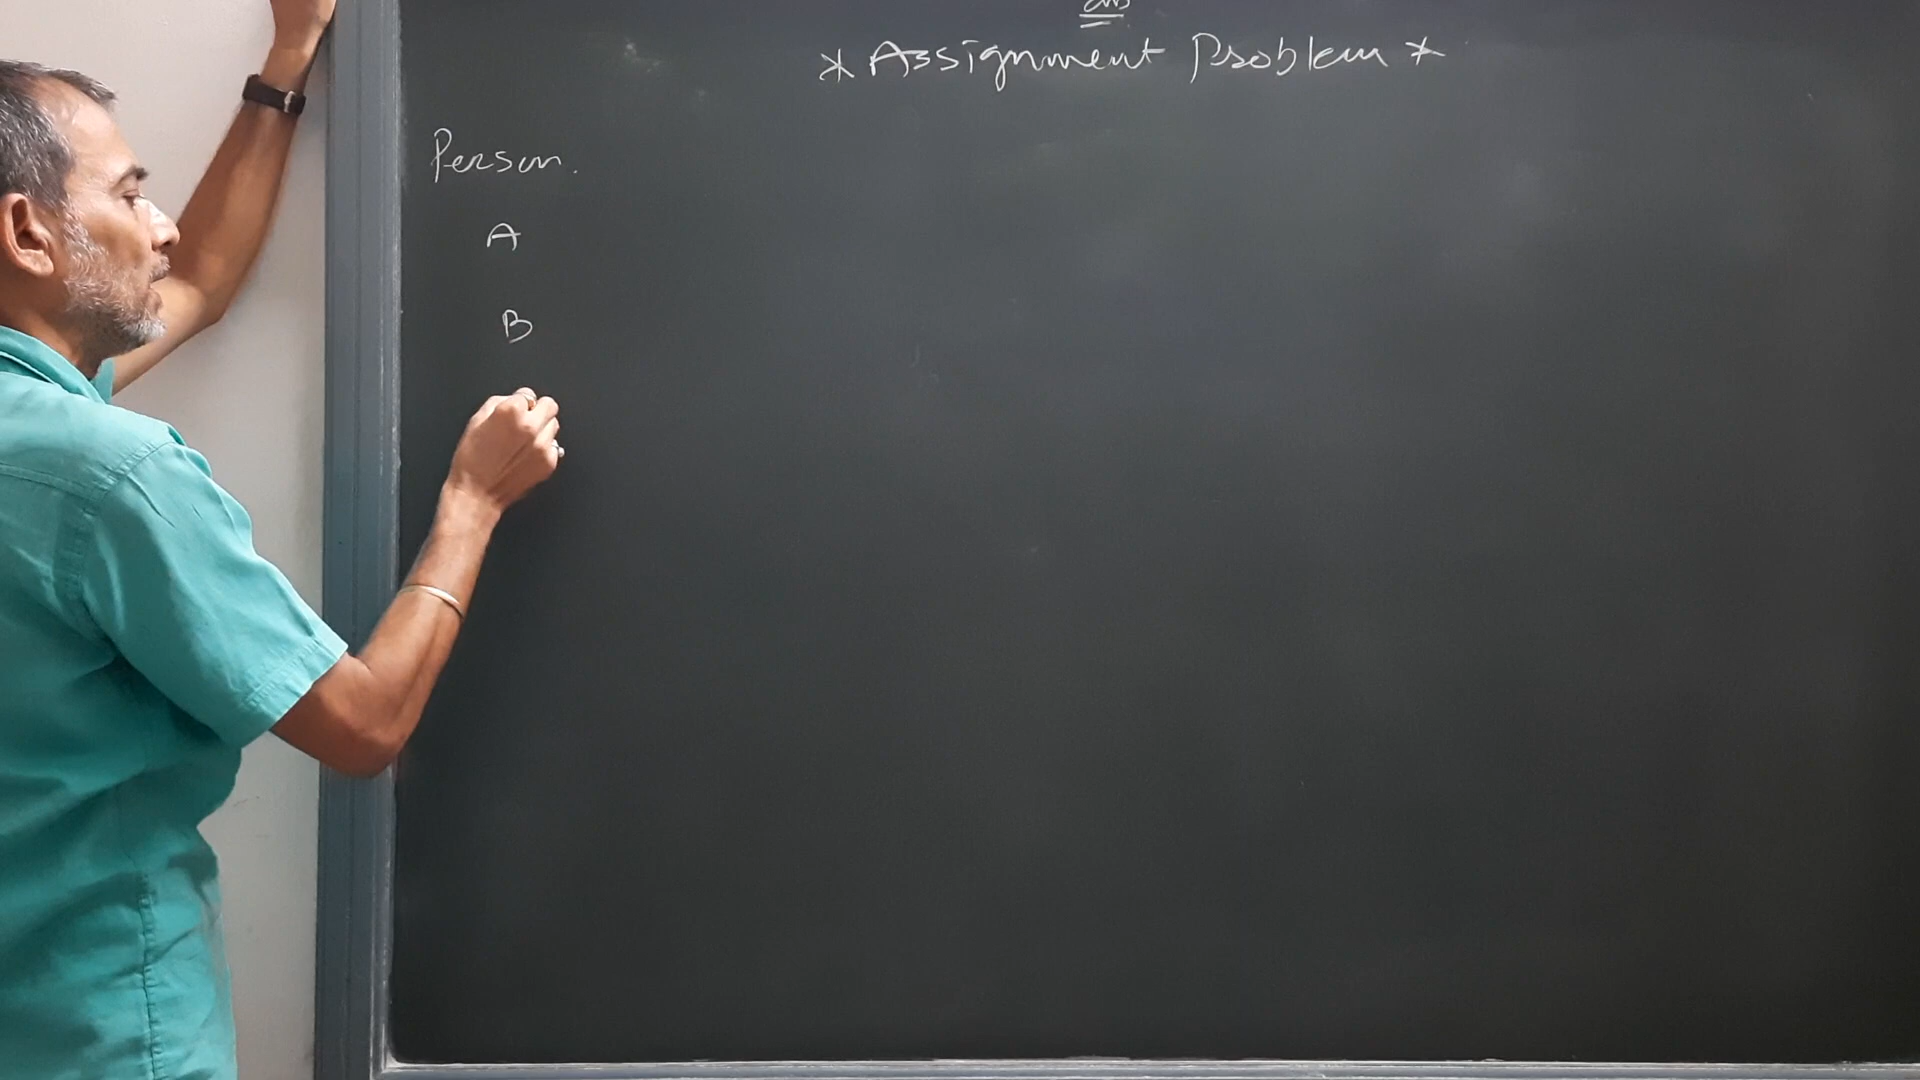 * Assignment Problem *
Person.
A
B